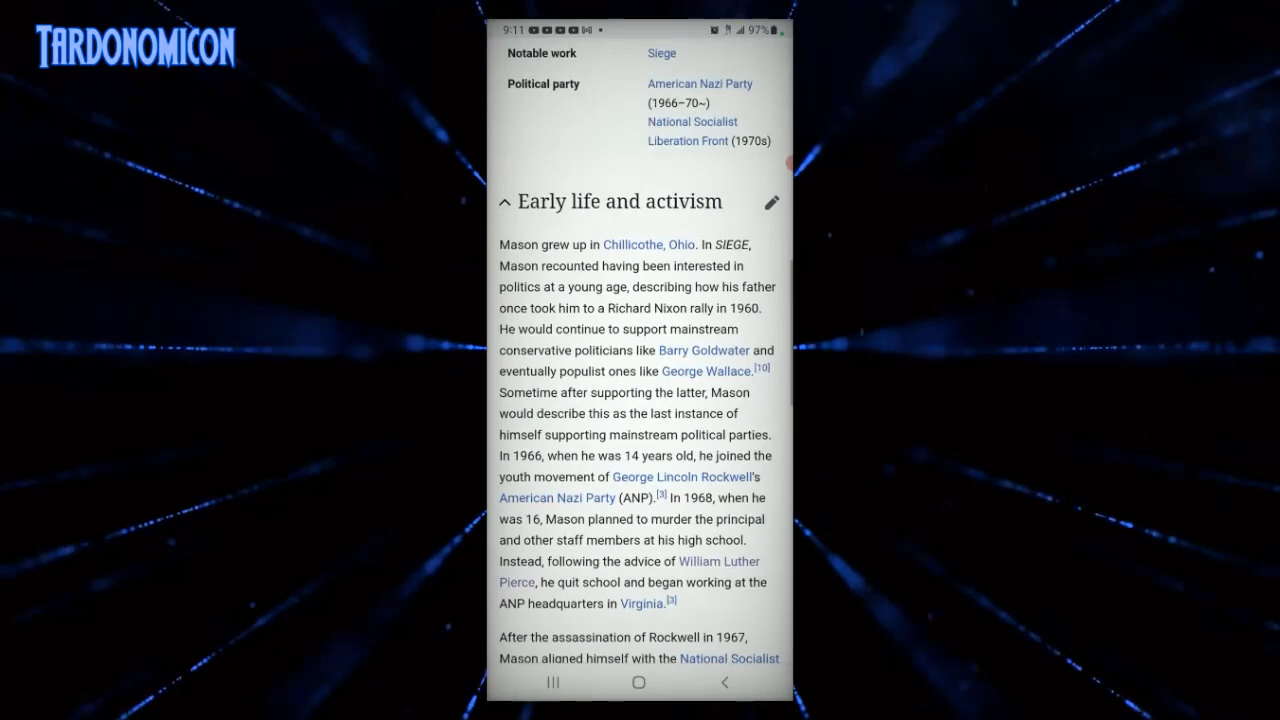 TARDONOMICON
9:11
97%
Notable work Siege
Political party American Nazi Party
(1966–70~)
National Socialist
Liberation Front (1970s)
Early life and activism
Mason grew up in Chillicothe, Ohio. In SIEGE,
Mason recounted having been interested in
politics at a young age, describing how his father
once took him to a Richard Nixon rally in 1960.
He would continue to support mainstream
conservative politicians like Barry Goldwater and
eventually populist ones like George Wallace.[10]
Sometime after supporting the latter, Mason
would describe this as the last instance of
himself supporting mainstream political parties.
In 1966, when he was 14 years old, he joined the
youth movement of George Lincoln Rockwell's
American Nazi Party (ANP).[3] In 1968, when he
was 16, Mason planned to murder the principal
and other staff members at his high school.
Instead, following the advice of William Luther
Pierce, he quit school and began working at the
ANP headquarters in Virginia.[3]
After the assassination of Rockwell in 1967,
Mason aligned himself with the National Socialist